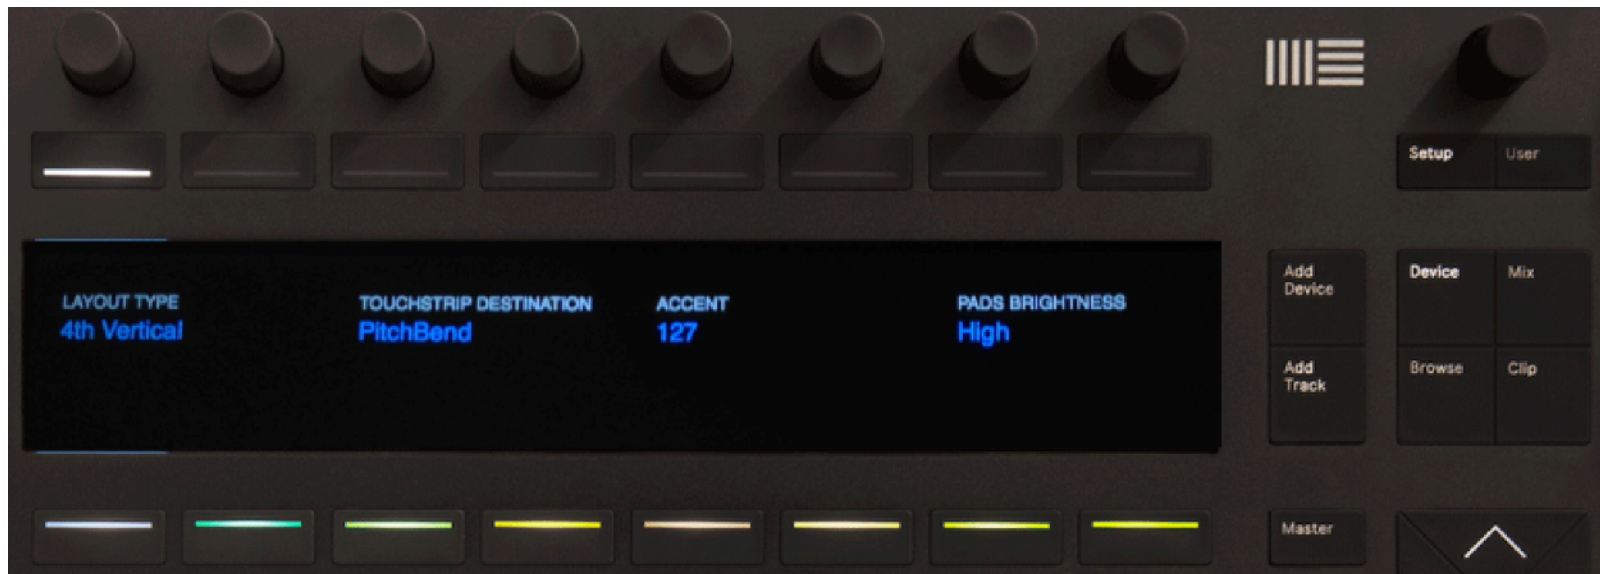 Setup
User
LAYOUT TYPE
4th Vertical
TOUCHSTRIP DESTINATION
PitchBend
ACCENT
127
PADS BRIGHTNESS
High
Add
Device
Device
Mix
Add
Track
Browse
Clip
Master